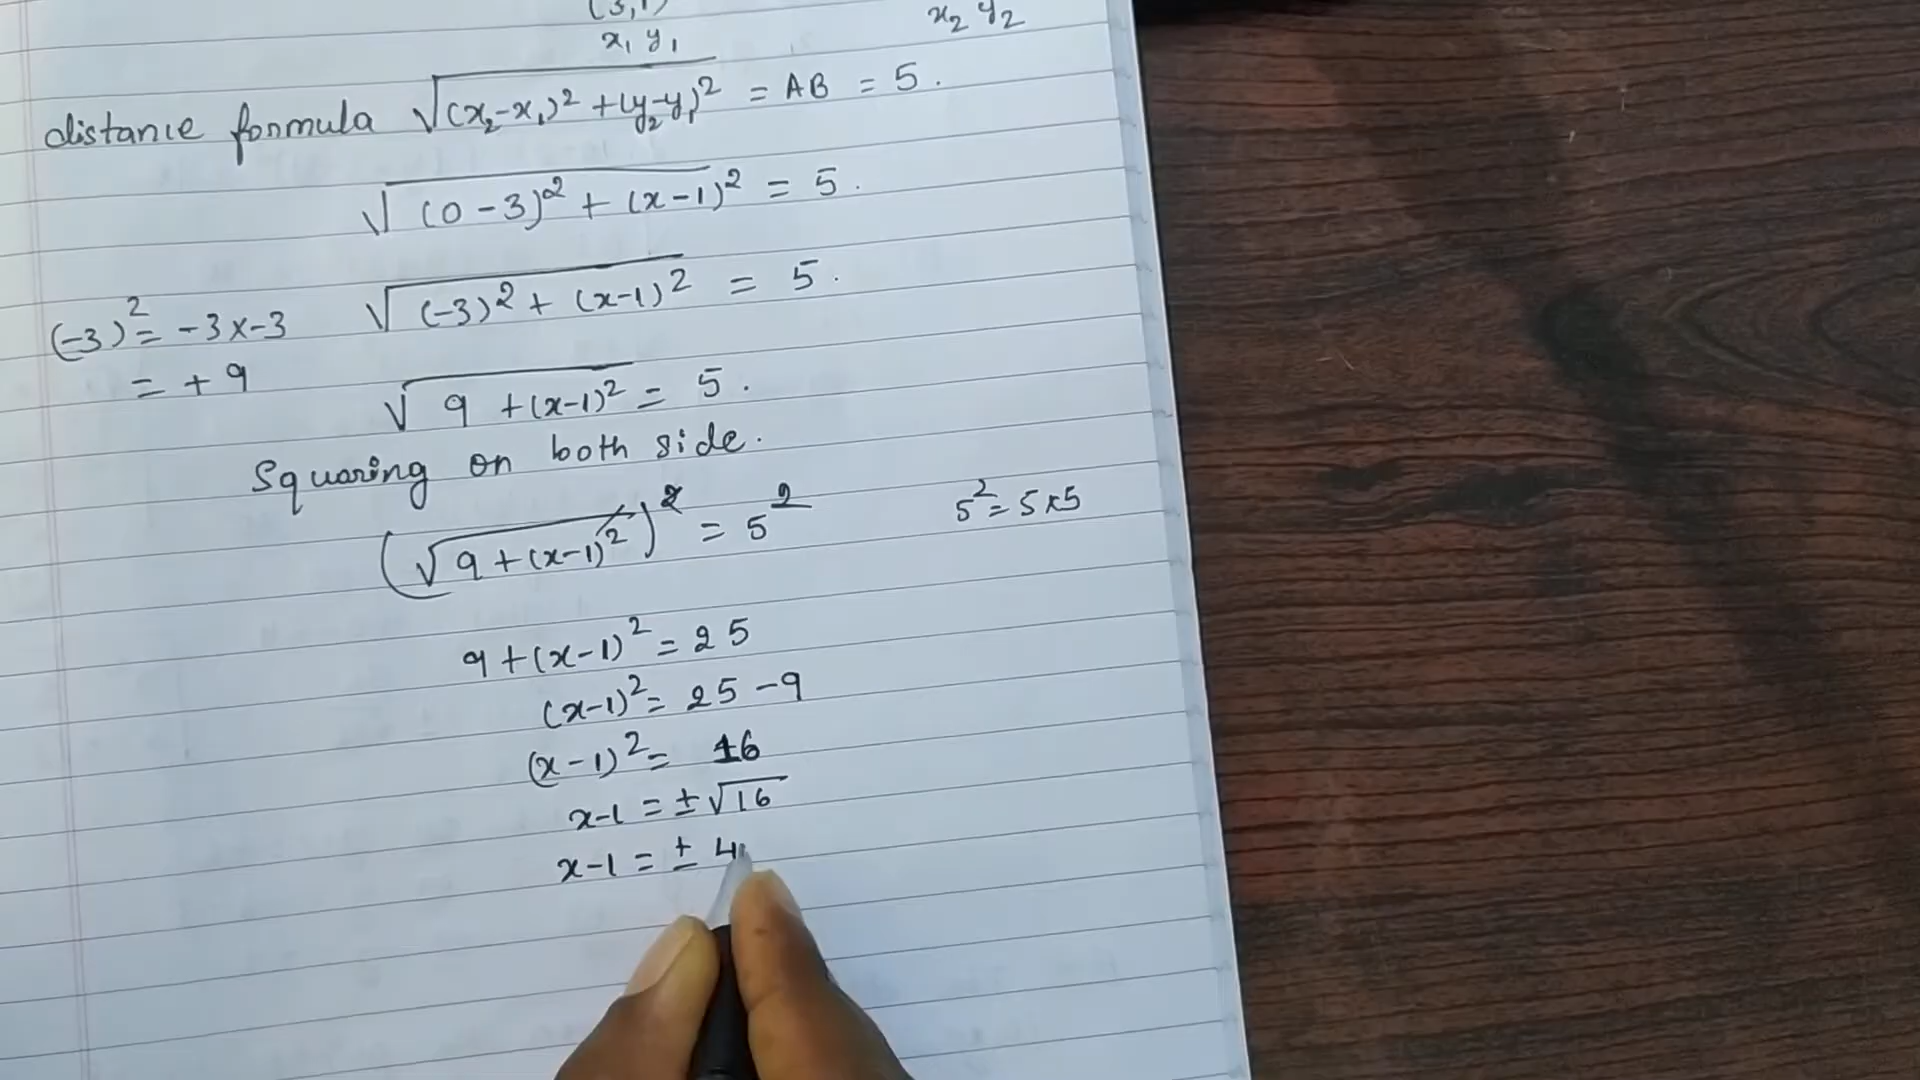 (3,1)
x₁ y₁ x₂ y₂
distance formula √(x₂-x₁)² + (y₂-y₁)² = AB = 5.
√(0-3)² + (x-1)² = 5.
(-3)² = -3×-3 √(-3)² + (x-1)² = 5.
= +9 √9 + (x-1)² = 5.
Squaring on both side.
(√9 + (x-1)²)² = 5² 5² = 5×5
9 + (x-1)² = 25
(x-1)² = 25-9
(x-1)² = 16
x-1 = ±√16
x-1 = ± 4